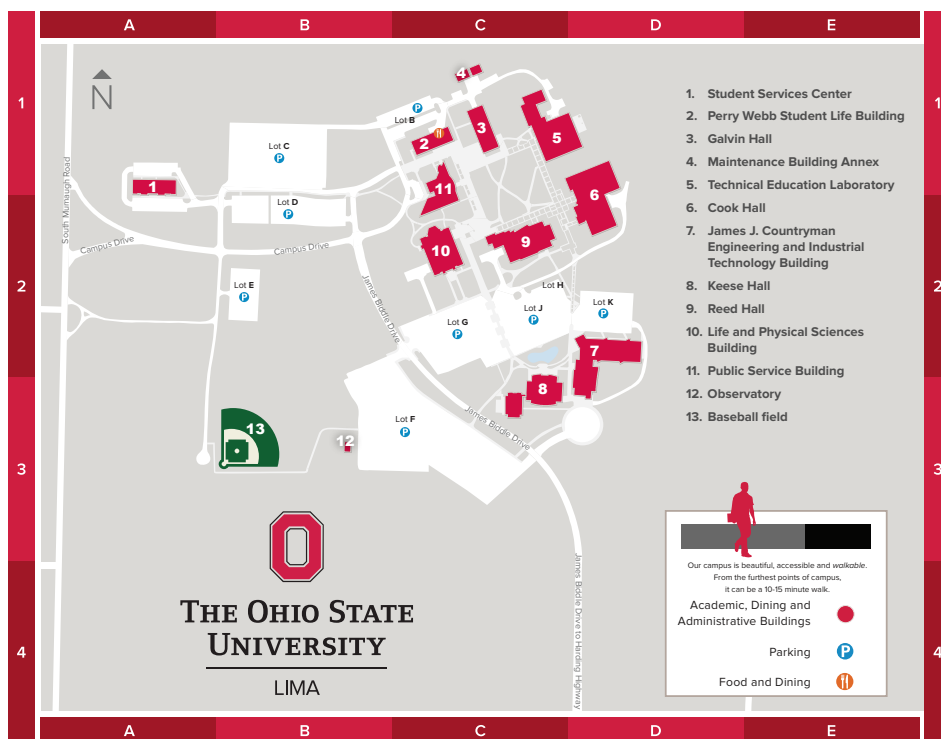 A B C D E
1
1
2
2
3
3
4
4
N
South Mumaugh Road
Campus Drive
Campus Drive
James Biddle Drive
James Biddle Drive
James Biddle Drive to Harding Highway
Lot B
P
Lot C
P
Lot D
P
Lot E
P
Lot F
P
Lot G
P
Lot H
Lot J
P
Lot K
P
1
2
3
4
5
6
7
8
9
10
11
12
13
1. Student Services Center
2. Perry Webb Student Life Building
3. Galvin Hall
4. Maintenance Building Annex
5. Technical Education Laboratory
6. Cook Hall
7. James J. Countryman
Engineering and Industrial
Technology Building
8. Keese Hall
9. Reed Hall
10. Life and Physical Sciences
Building
11. Public Service Building
12. Observatory
13. Baseball field
The Ohio State
University
LIMA
Our campus is beautiful, accessible and walkable.
From the furthest points of campus,
it can be a 10-15 minute walk.
Academic, Dining and
Administrative Buildings
Parking P
Food and Dining
A B C D E